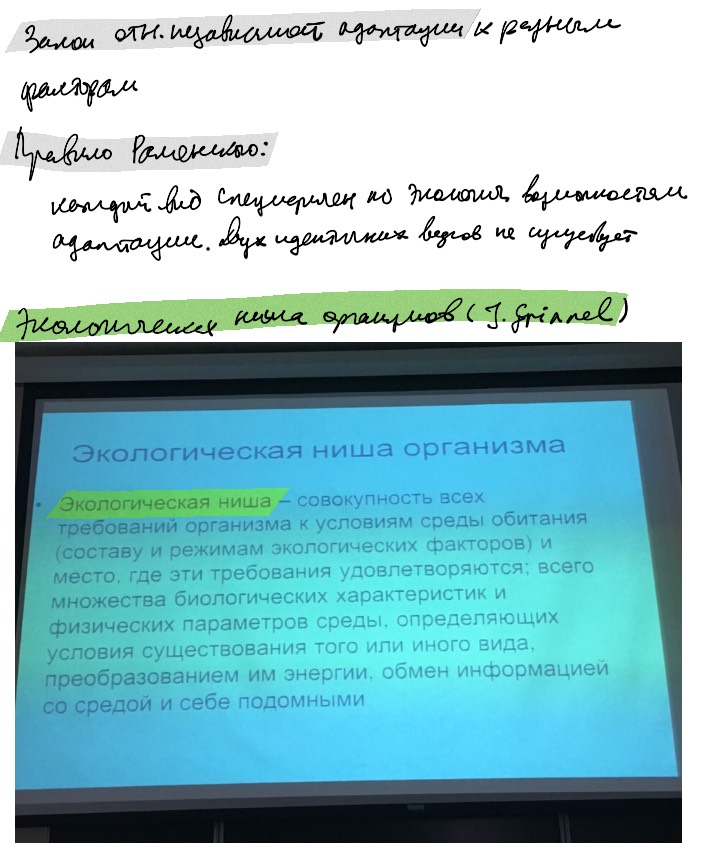 Закон отн. независимост адаптации к разным
факторам
Правило Раменского:
каждый вид специфичен по экологич. возможностям
адаптации. Двух идентичных видов не существует
Экологическая ниша организмов (J. Grinnel)
Экологическая ниша организма
• Экологическая ниша – совокупность всех
требований организма к условиям среды обитания
(составу и режимам экологических факторов) и
место, где эти требования удовлетворяются; всего
множества биологических характеристик и
физических параметров среды, определяющих
условия существования того или иного вида,
преобразованием им энергии, обмен информацией
со средой и себе подомными